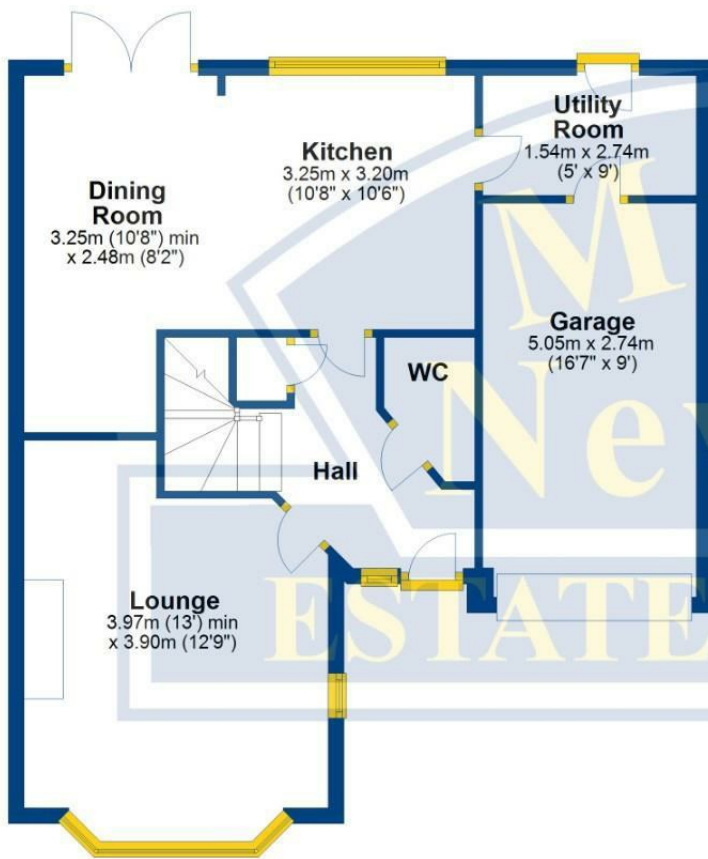 Utility
Room
1.54m x 2.74m
(5' x 9')
Kitchen
3.25m x 3.20m
(10'8" x 10'6")
Dining
Room
3.25m (10'8") min
x 2.48m (8'2")
Garage
5.05m x 2.74m
(16'7" x 9')
WC
Hall
Lounge
3.97m (13') min
x 3.90m (12'9")
M
New
ESTATE